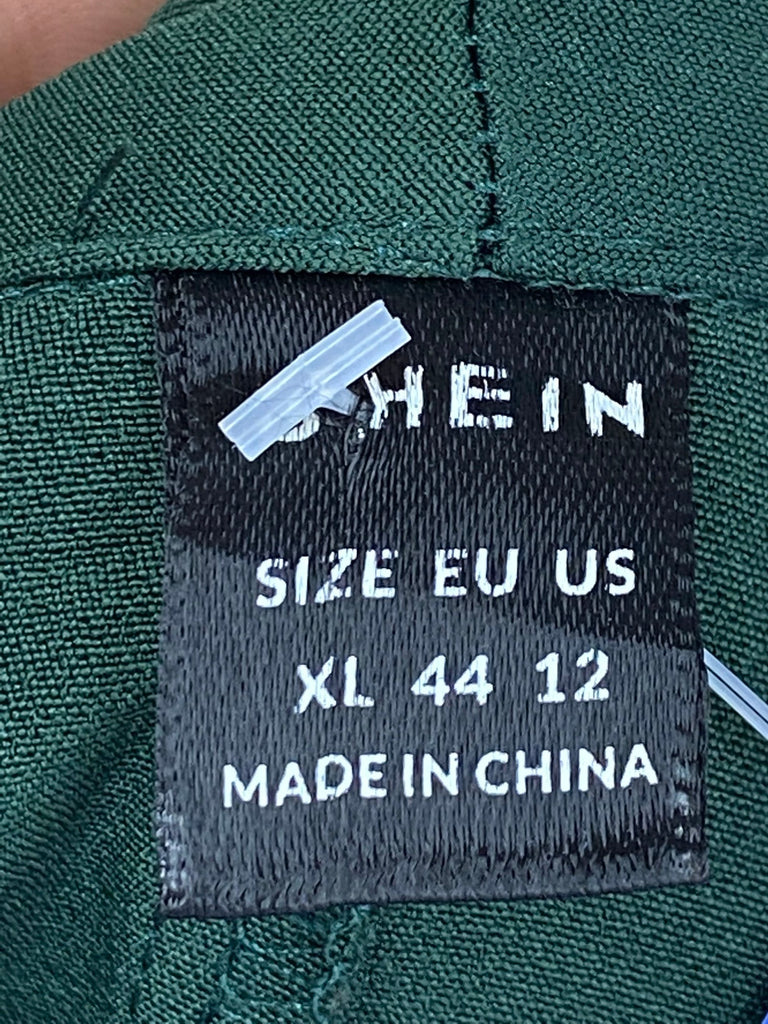 SHEIN
SIZE EU US
XL 44 12
MADE IN CHINA